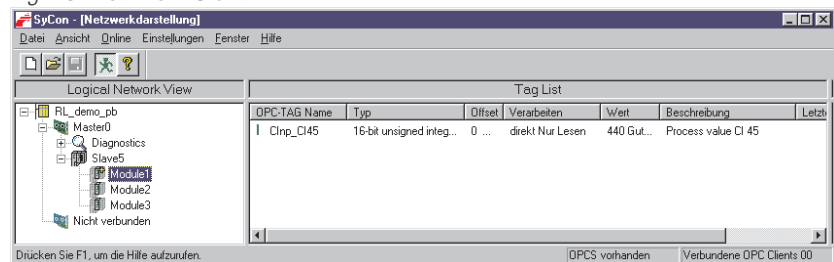 SyCon - [Netzwerkdarstellung]
Datei Ansicht Online Einstellungen Fenster Hilfe
Logical Network View
Tag List
RL_demo_pb
Master0
Diagnostics
Slave5
Module1
Module2
Module3
Nicht verbunden
OPC-TAG Name Typ Offset Verarbeiten Wert Beschreibung Letzt
CInp_CI45 16-bit unsigned integ... 0 ... direkt Nur Lesen 440 Gut... Process value CI 45
Drücken Sie F1, um die Hilfe aufzurufen. OPCS vorhanden Verbundene OPC Clients 00